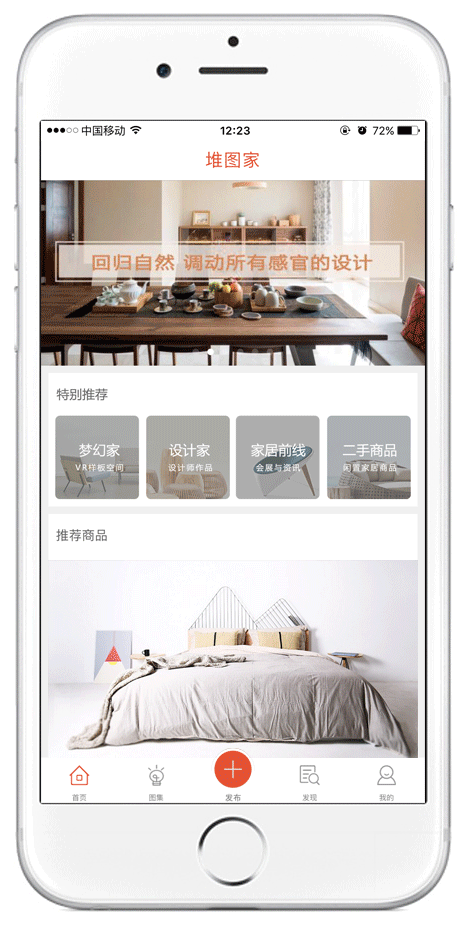 中国移动 12:23 72%
堆图家
回归自然 调动所有感官的设计
特别推荐
梦幻家 设计家 家居前线 二手商品
VR样板空间 设计师作品 会展与资讯 闲置家居商品
推荐商品
首页 图集 发布 发现 我的